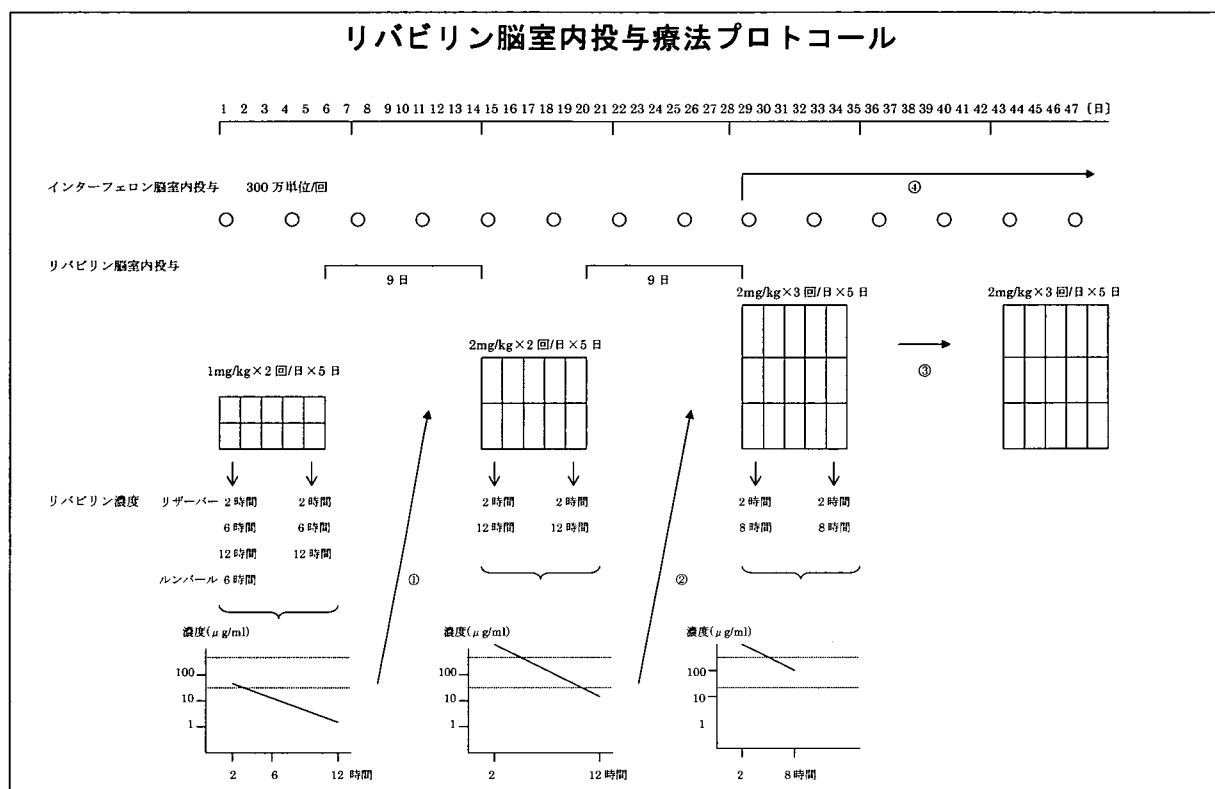 リバビリン脳室内投与療法プロトコール
1 2 3 4 5 6 7 8 9 10 11 12 13 14 15 16 17 18 19 20 21 22 23 24 25 26 27 28 29 30 31 32 33 34 35 36 37 38 39 40 41 42 43 44 45 46 47 〔日〕
インターフェロン脳室内投与 300万単位/回
④
リバビリン脳室内投与
9日 9日
2mg/kg×3回/日×5日 2mg/kg×3回/日×5日
2mg/kg×2回/日×5日
③
1mg/kg×2回/日×5日
リバビリン濃度 リザーバー 2時間 2時間 2時間 2時間 2時間 2時間
6時間 6時間 12時間 12時間 8時間 8時間
12時間 12時間
ルンバール 6時間
① ②
濃度(μg/ml) 濃度(μg/ml) 濃度(μg/ml)
100 100 100
10 10 10
1 1 1
2 6 12時間 2 12時間 2 8時間